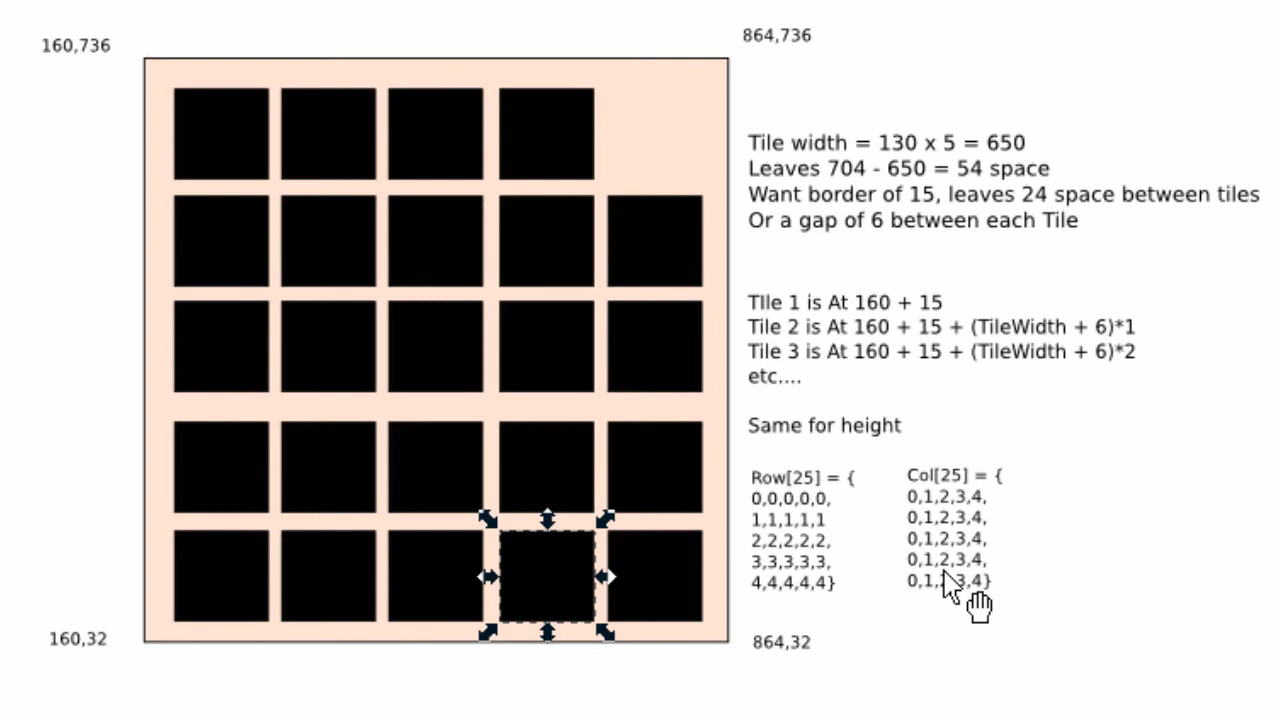 160,736
864,736
Tile width = 130 x 5 = 650
Leaves 704 - 650 = 54 space
Want border of 15, leaves 24 space between tiles
Or a gap of 6 between each Tile
TIle 1 is At 160 + 15
Tile 2 is At 160 + 15 + (TileWidth + 6)*1
Tile 3 is At 160 + 15 + (TileWidth + 6)*2
etc....
Same for height
Row[25] = {
0,0,0,0,0,
1,1,1,1,1
2,2,2,2,2,
3,3,3,3,3,
4,4,4,4,4}
Col[25] = {
0,1,2,3,4,
0,1,2,3,4,
0,1,2,3,4,
0,1,2,3,4,
0,1,2,3,4}
160,32
864,32